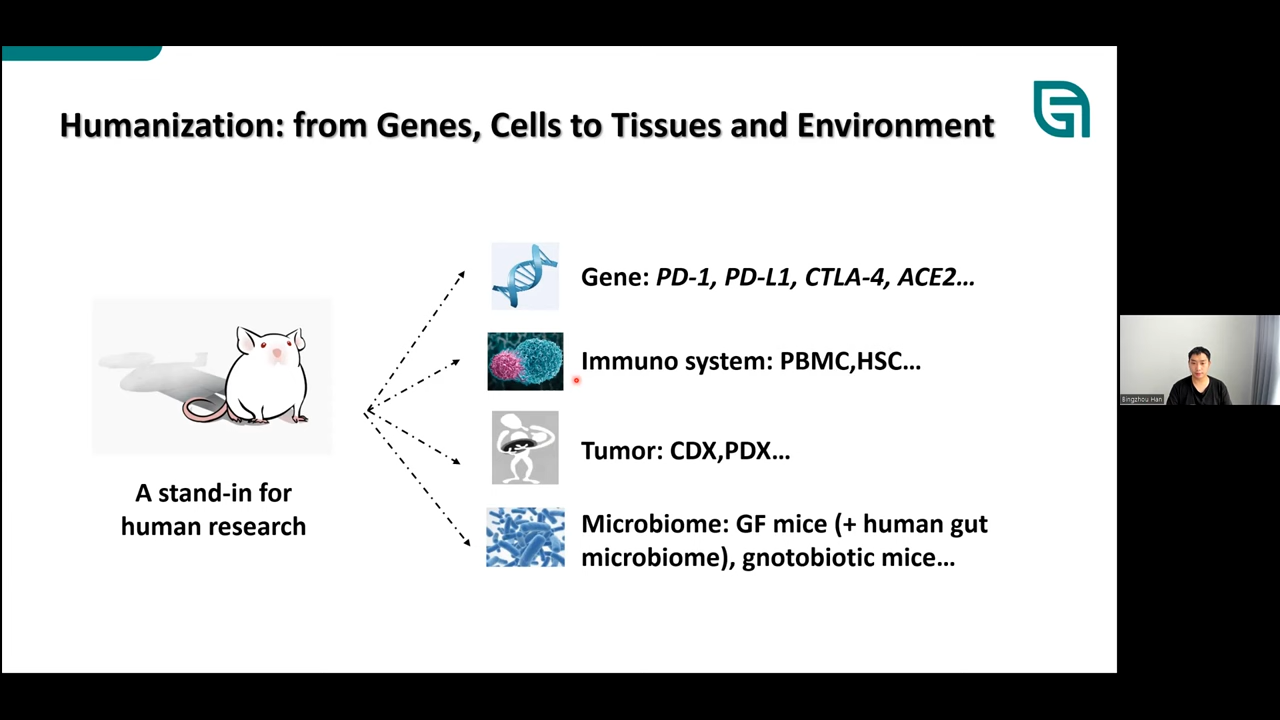 Humanization: from Genes, Cells to Tissues and Environment
Gene: PD-1, PD-L1, CTLA-4, ACE2...
Immuno system: PBMC,HSC...
Tumor: CDX,PDX...
A stand-in for
human research
Microbiome: GF mice (+ human gut
microbiome), gnotobiotic mice...
Bingzhou Han